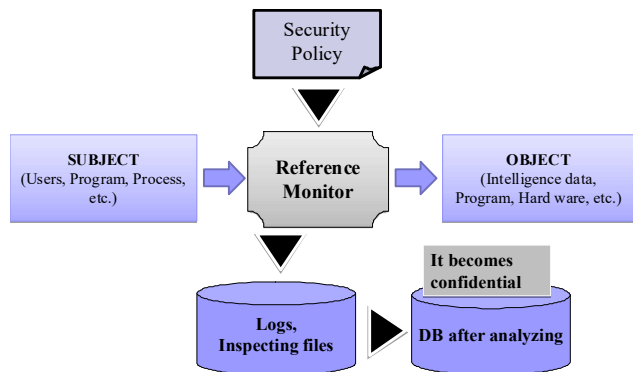 Security
Policy
SUBJECT
(Users, Program, Process,
etc.)
Reference
Monitor
OBJECT
(Intelligence data,
Program, Hard ware, etc.)
Logs,
Inspecting files
It becomes
confidential
DB after analyzing